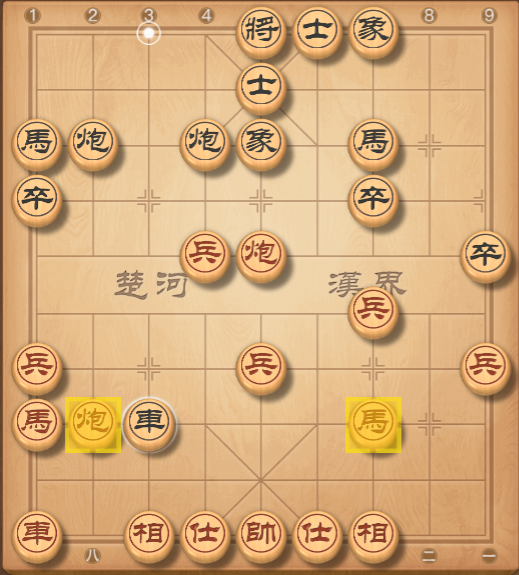 1 2 3 4 8 9
將 士 象
士
馬 炮 炮 象 馬
卒 卒
兵 炮 卒
楚河 漢界
兵
兵 兵 兵
馬 炮 車 馬
車 相 仕 帥 仕 相
八 二 一